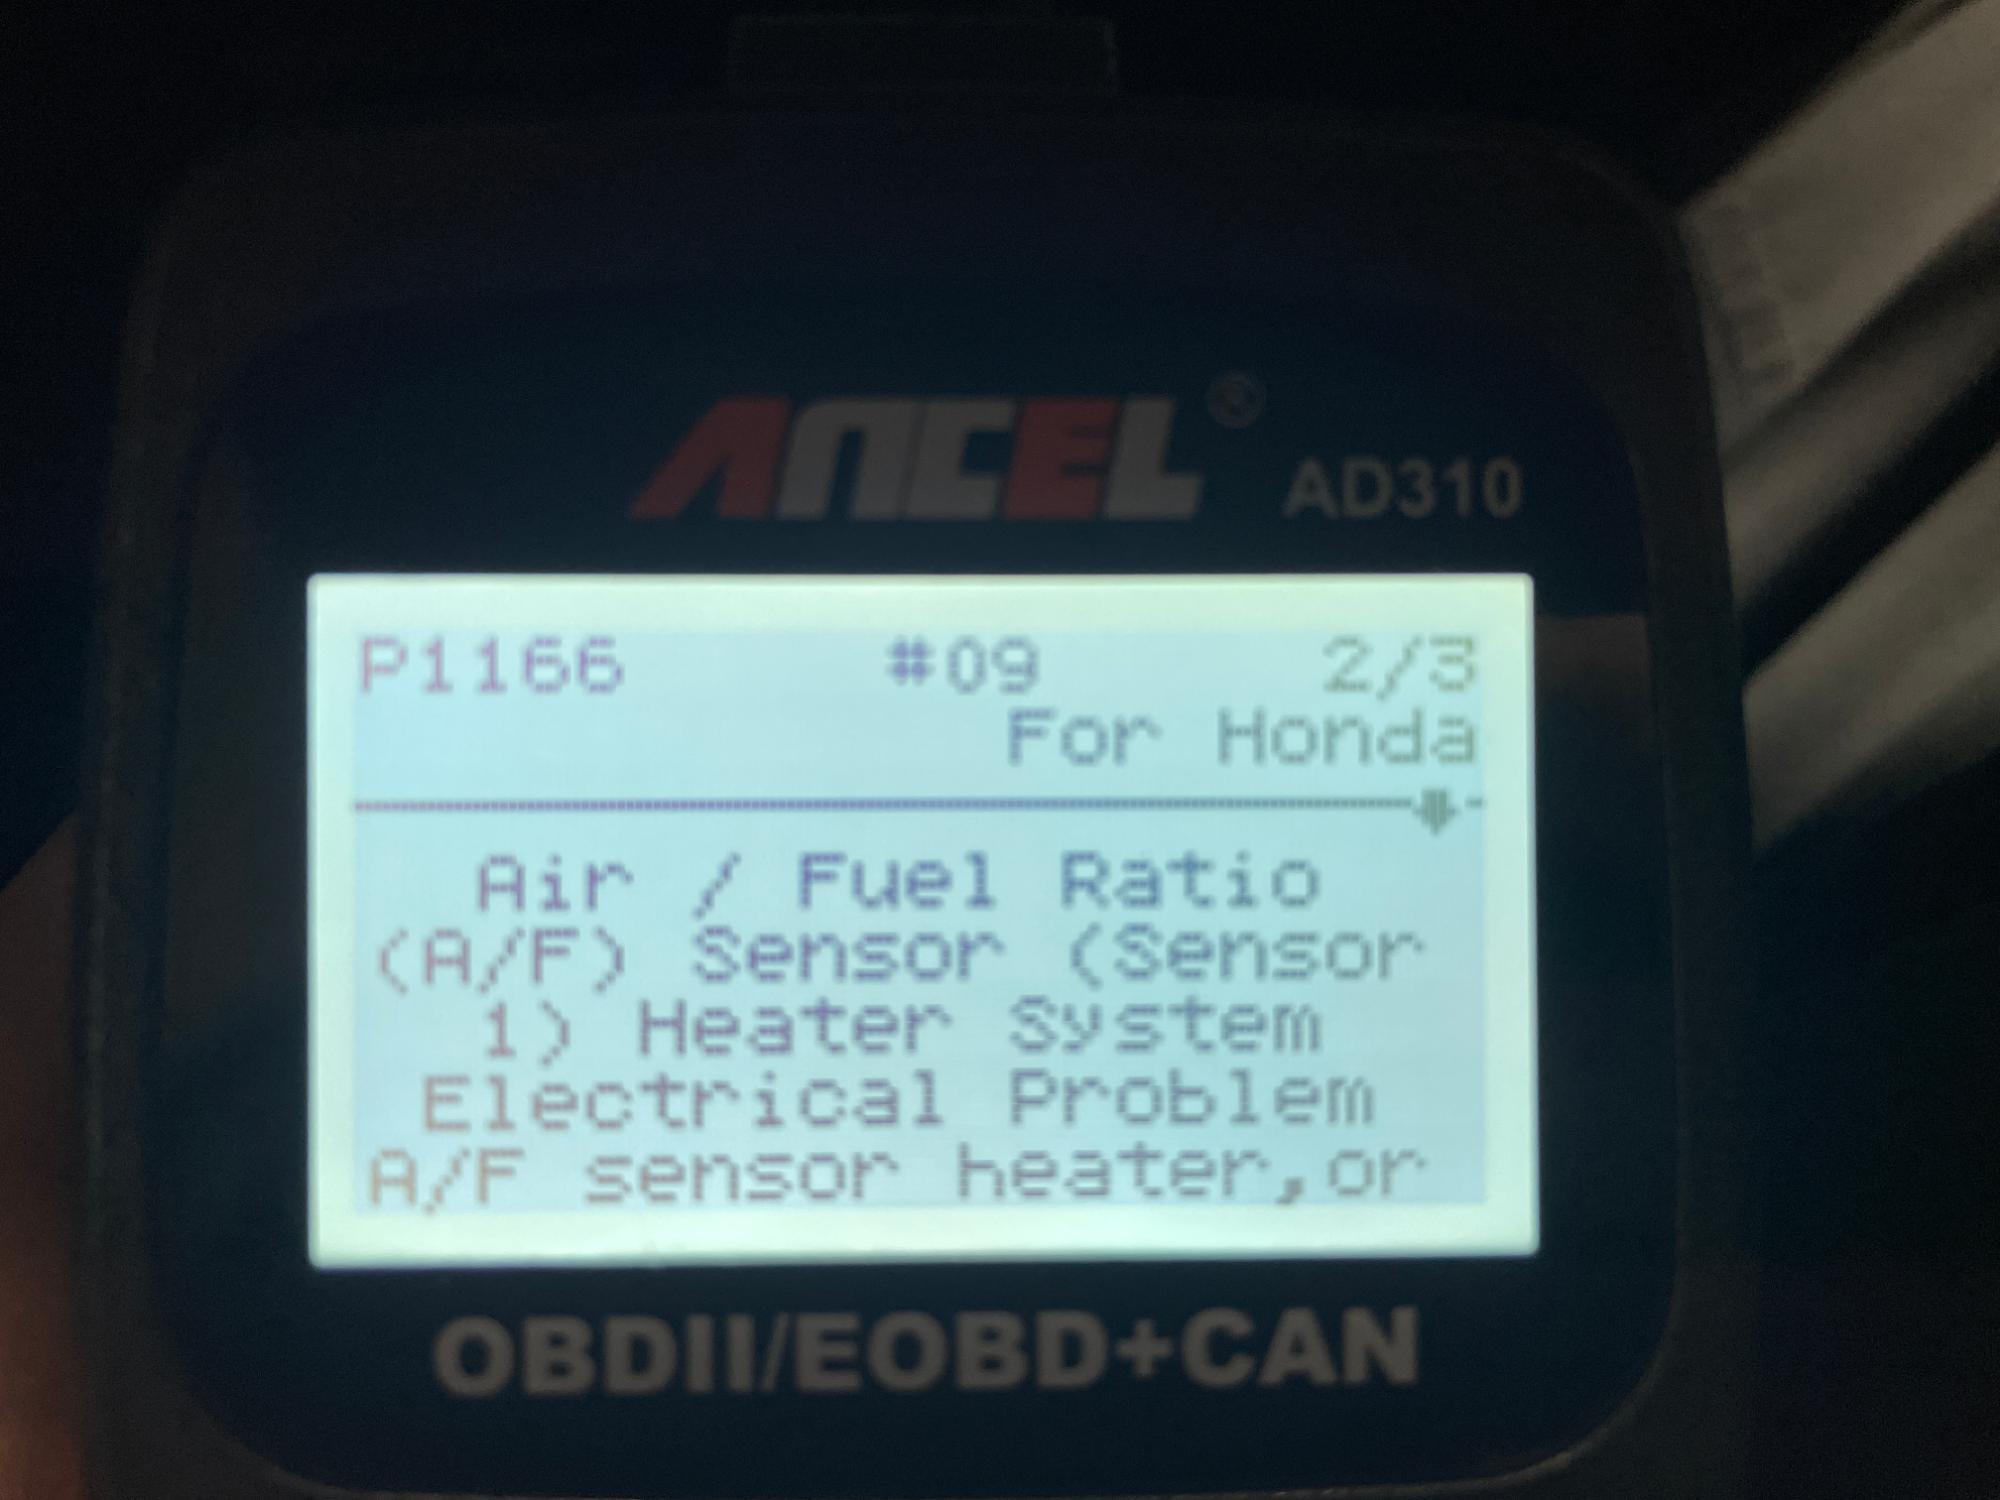 ANCEL®
AD310
P1166 #09 2/3
For Honda
Air / Fuel Ratio
(A/F) Sensor (Sensor
1) Heater System
Electrical Problem
A/F sensor heater,or
OBDII/EOBD+CAN